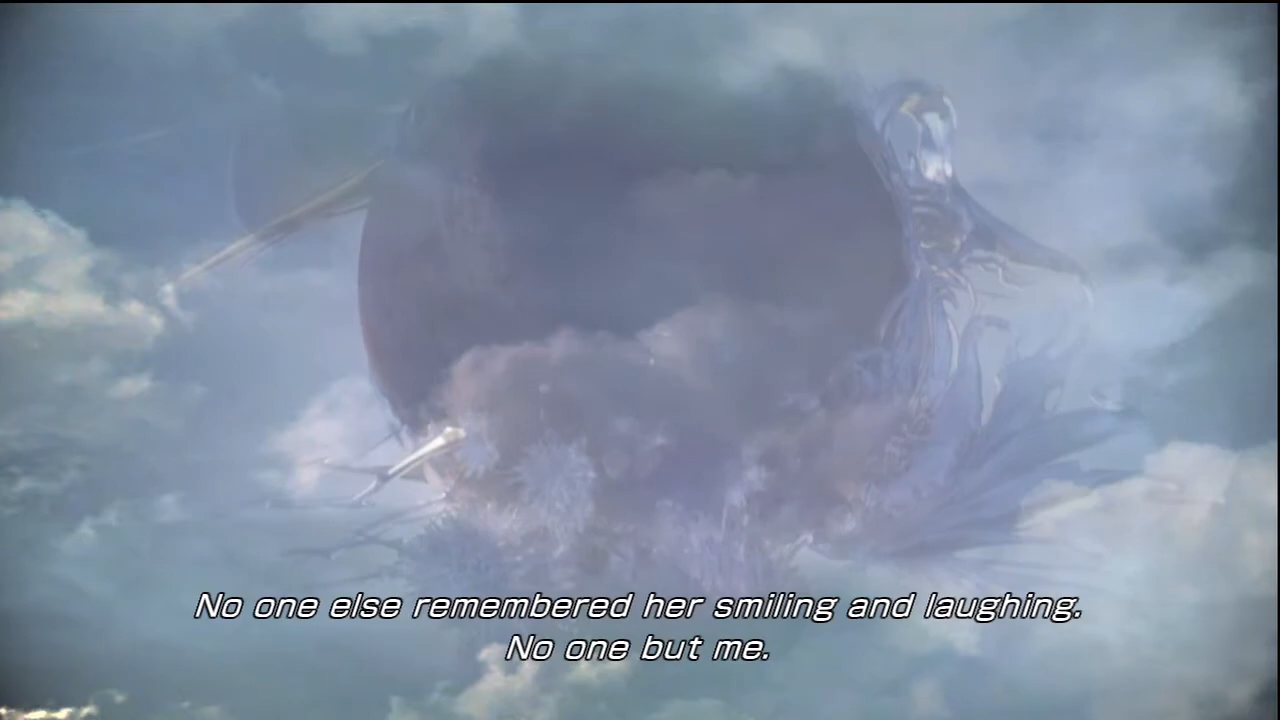 No one else remembered her smiling and laughing.
No one but me.